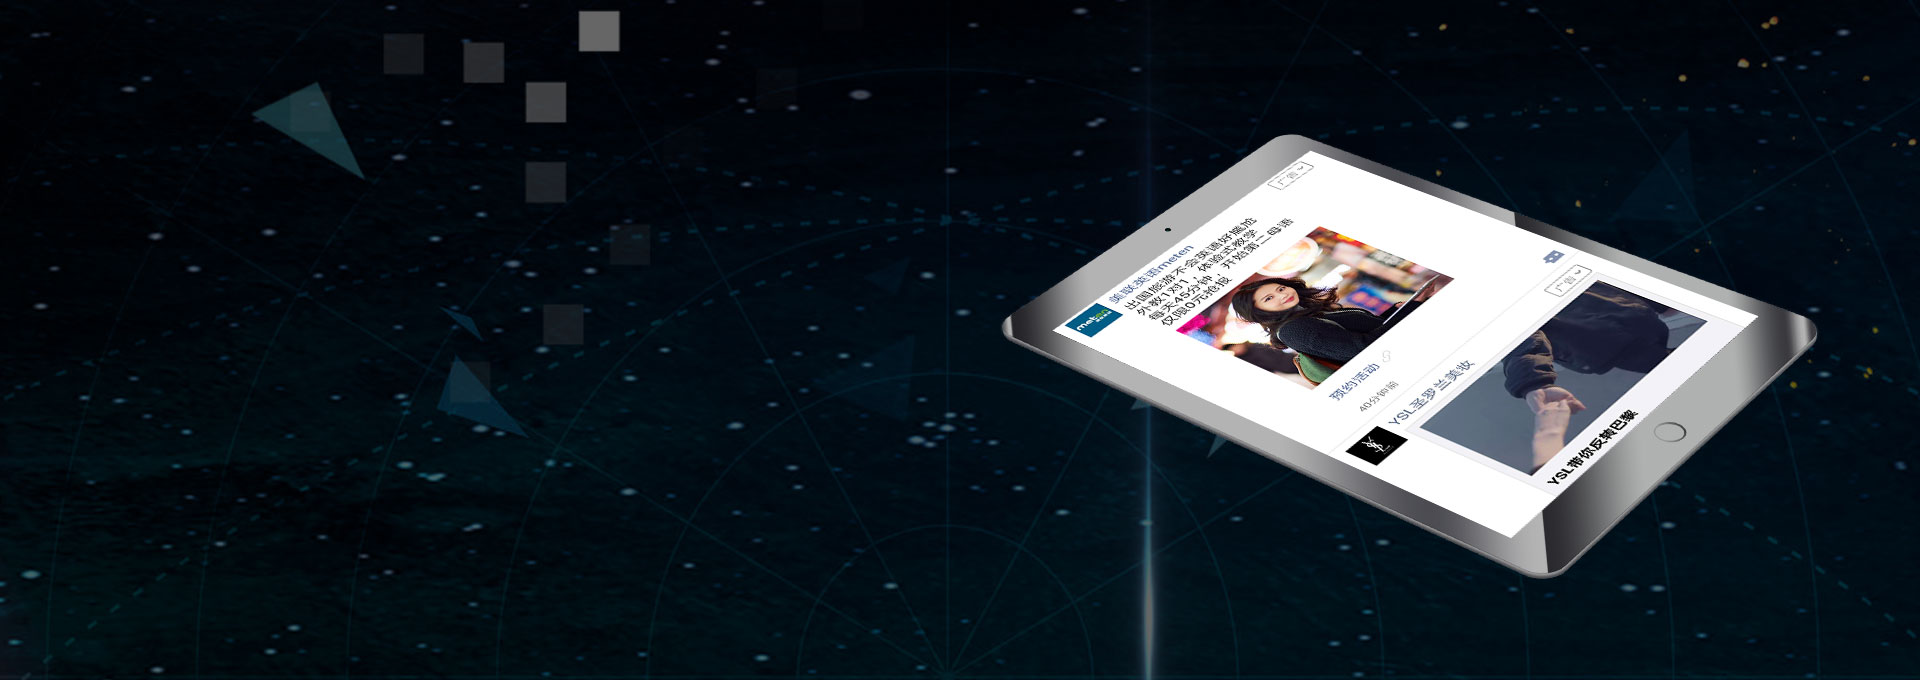 广告
美联英语meten
出国旅游不会英语好尴尬
外教1对1，体验式教学
每天45分钟，开始第二母语
仅限0元抢报
meten
预约活动
40分钟前
广告
YSL圣罗兰美妆
YSL带你反转巴黎